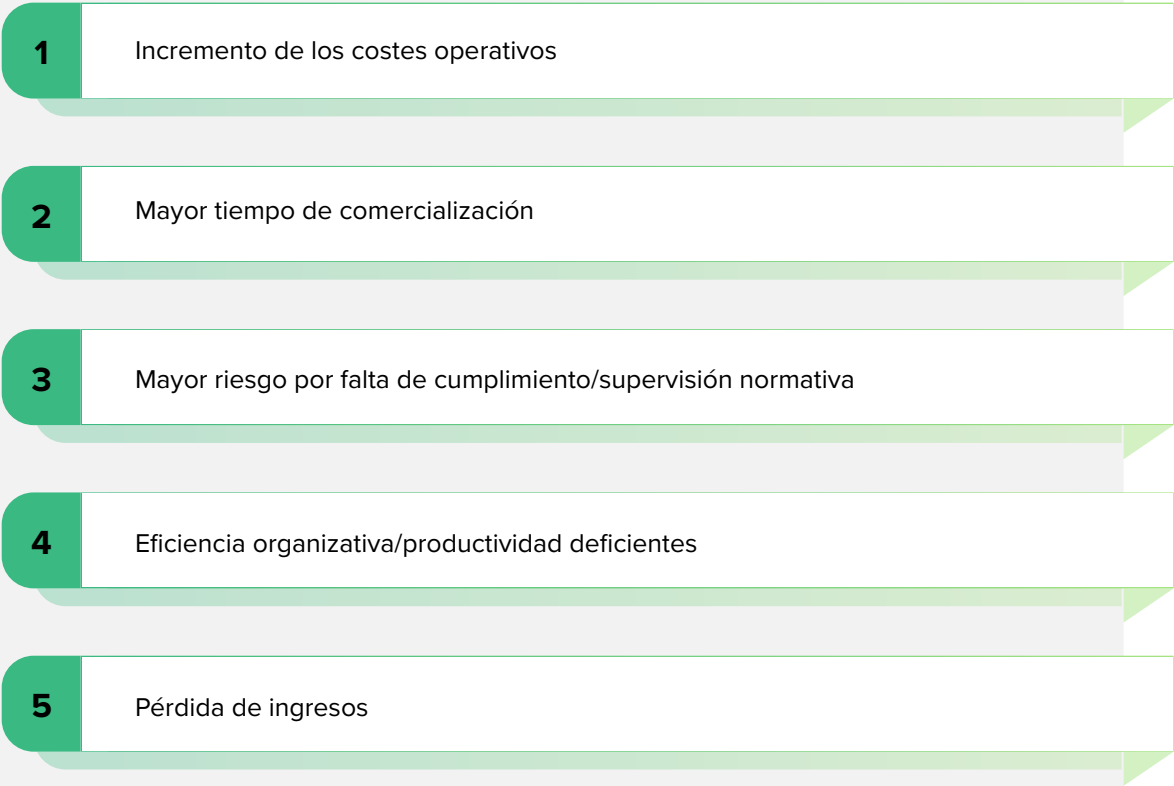 1
Incremento de los costes operativos
2
Mayor tiempo de comercialización
3
Mayor riesgo por falta de cumplimiento/supervisión normativa
4
Eficiencia organizativa/productividad deficientes
5
Pérdida de ingresos